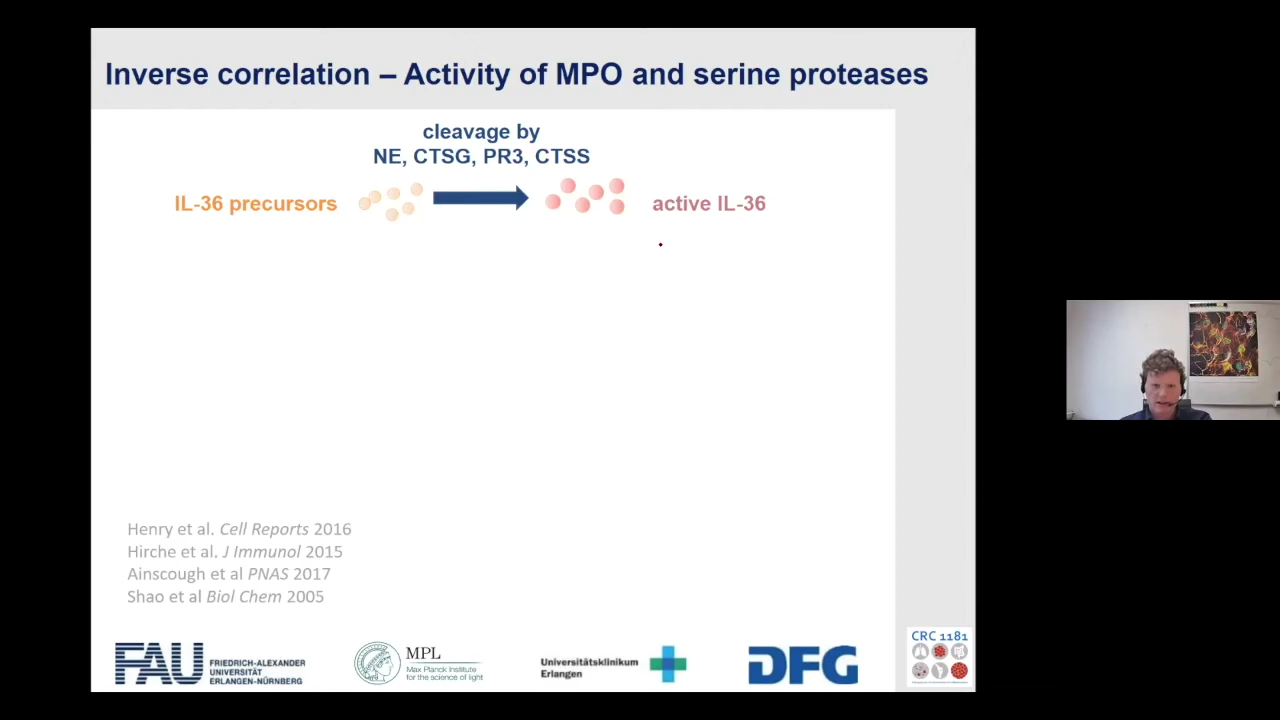 Inverse correlation – Activity of MPO and serine proteases
cleavage by
NE, CTSG, PR3, CTSS
IL-36 precursors
active IL-36
Henry et al. Cell Reports 2016
Hirche et al. J Immunol 2015
Ainscough et al PNAS 2017
Shao et al Biol Chem 2005
FAU
FRIEDRICH-ALEXANDER
UNIVERSITÄT
ERLANGEN-NÜRNBERG
MPL
Max Planck Institute
for the science of light
Universitätsklinikum
Erlangen
DFG
CRC 1181